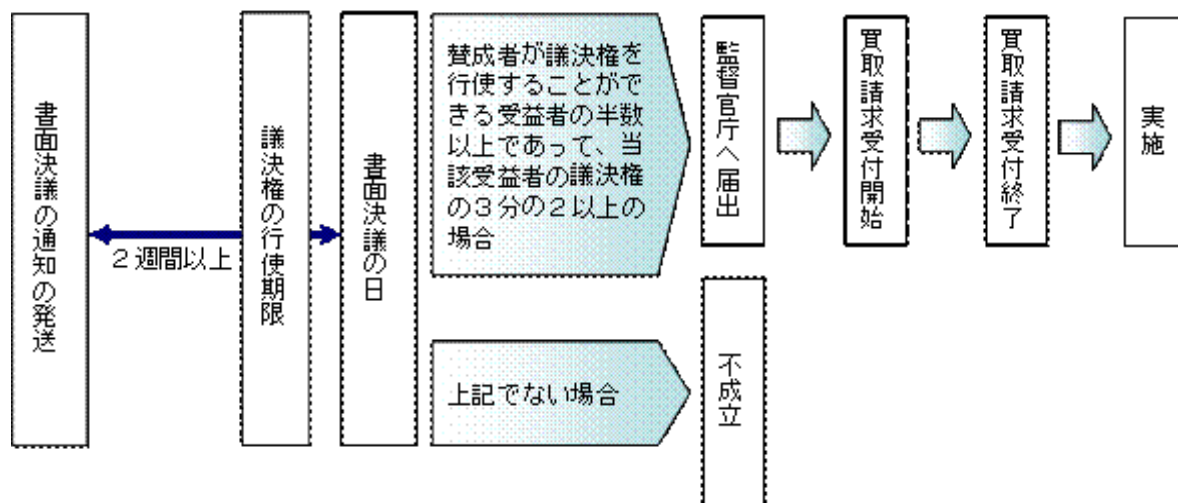 書面決議の通知の発送
２週間以上
議決権の行使期限
書面決議の日
賛成者が議決権を
行使することがで
きる受益者の半数
以上であって、当
該受益者の議決権
の３分の２以上の
場合
監督官庁へ届出
買取請求受付開始
買取請求受付終了
実施
上記でない場合
不成立